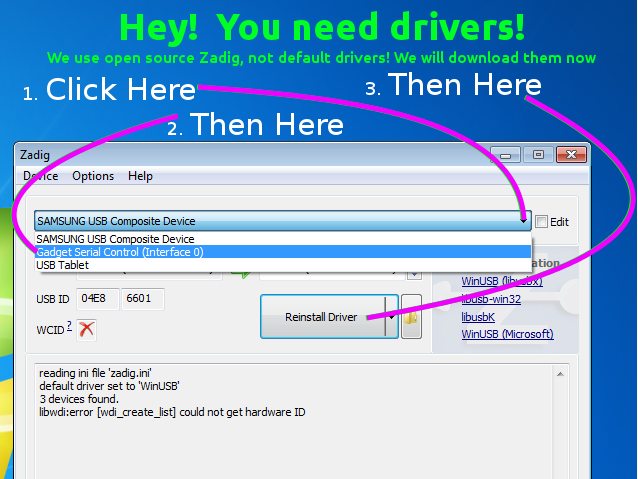 Hey! You need drivers!
We use open source Zadig, not default drivers! We will download them now
1. Click Here
3. Then Here
2. Then Here
Zadig
Device Options Help
SAMSUNG USB Composite Device
Edit
SAMSUNG USB Composite Device
Gadget Serial Control (Interface 0)
USB Tablet
WinUSB (libusbx)
USB ID 04E8 6601
libusb-win32
Reinstall Driver
libusbK
WCID ?
WinUSB (Microsoft)
reading ini file 'zadig.ini'
default driver set to 'WinUSB'
3 devices found.
libwdi:error [wdi_create_list] could not get hardware ID